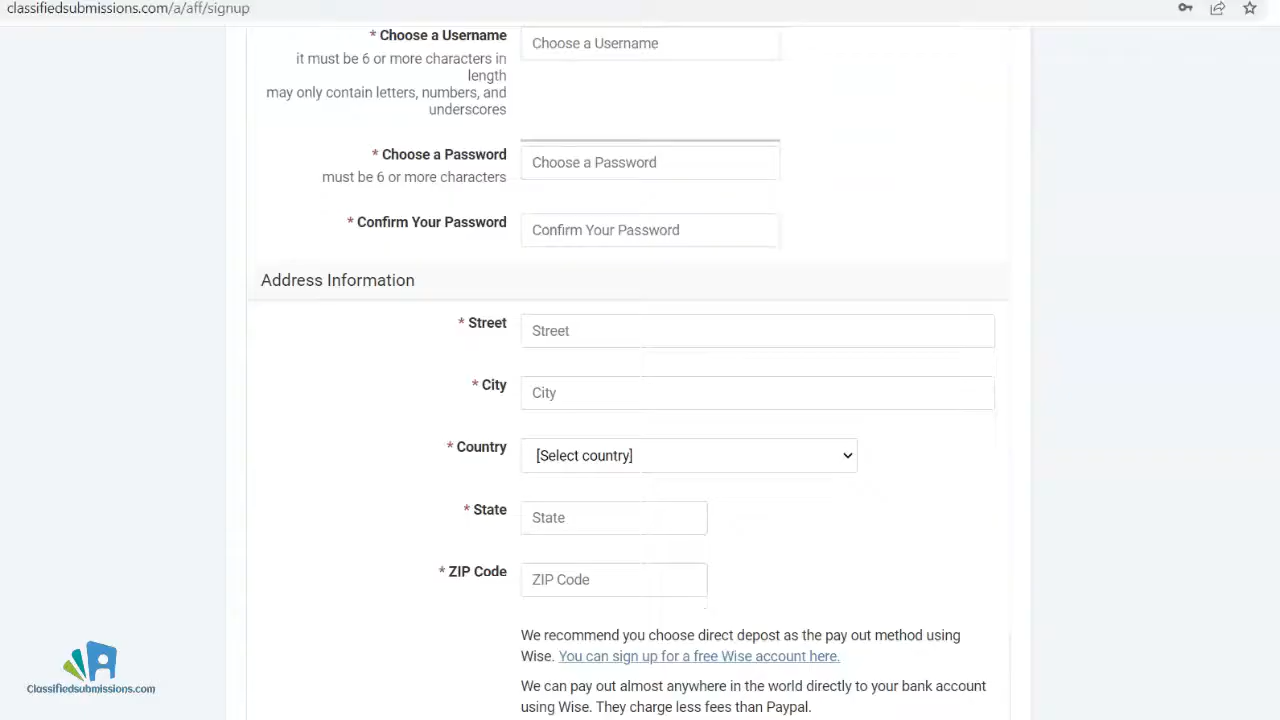 classifiedsubmissions.com/a/aff/signup
* Choose a Username
Choose a Username
it must be 6 or more characters in
length
may only contain letters, numbers, and
underscores
* Choose a Password
Choose a Password
must be 6 or more characters
* Confirm Your Password
Confirm Your Password
Address Information
* Street
Street
* City
City
* Country
[Select country]
* State
State
* ZIP Code
ZIP Code
We recommend you choose direct depost as the pay out method using
Wise. You can sign up for a free Wise account here.
We can pay out almost anywhere in the world directly to your bank account
using Wise. They charge less fees than Paypal.
Classifiedsubmissions.com